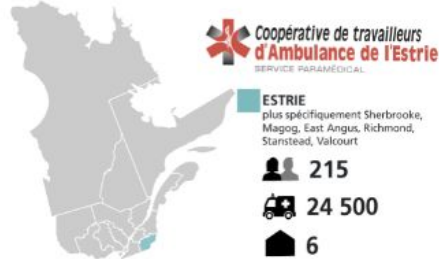 Coopérative de travailleurs
d'Ambulance de l'Estrie
SERVICE PARAMÉDICAL
ESTRIE
plus spécifiquement Sherbrooke,
Magog, East Angus, Richmond,
Stanstead, Valcourt
215
24 500
6